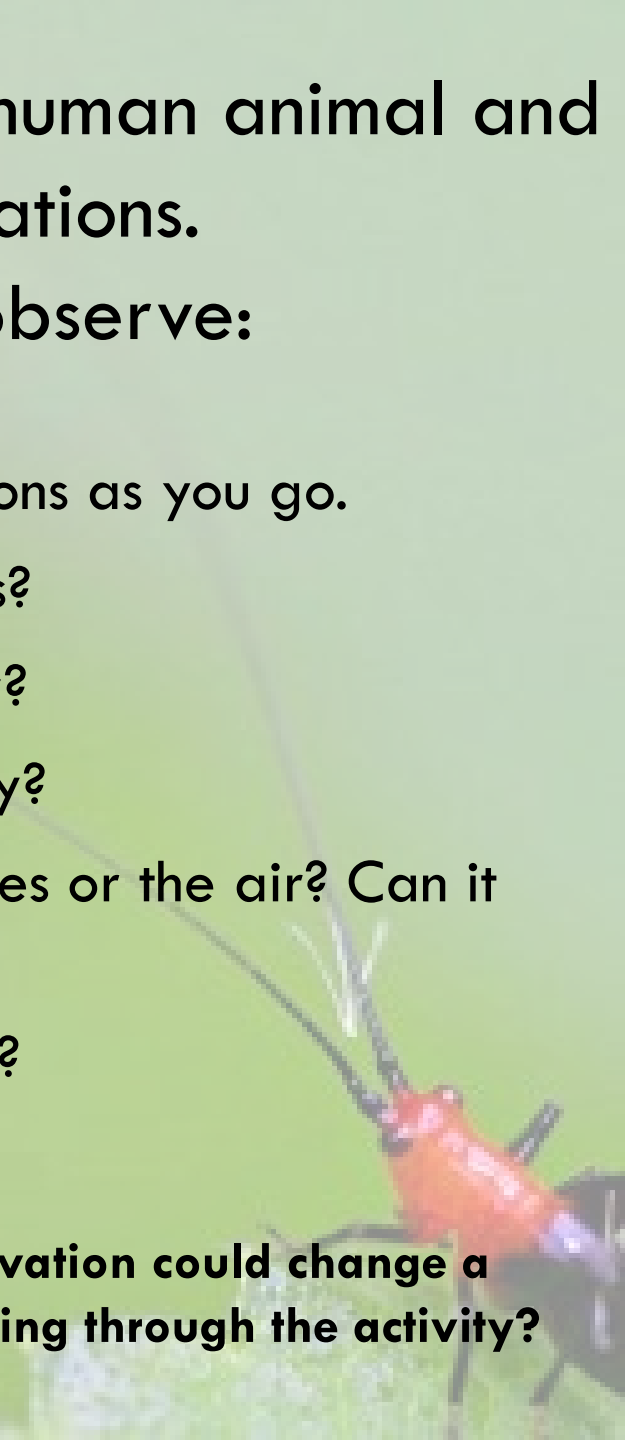 human animal and
ations.
observe:
ons as you go.
s?
?
y?
es or the air? Can it
?
vation could change a
ing through the activity?